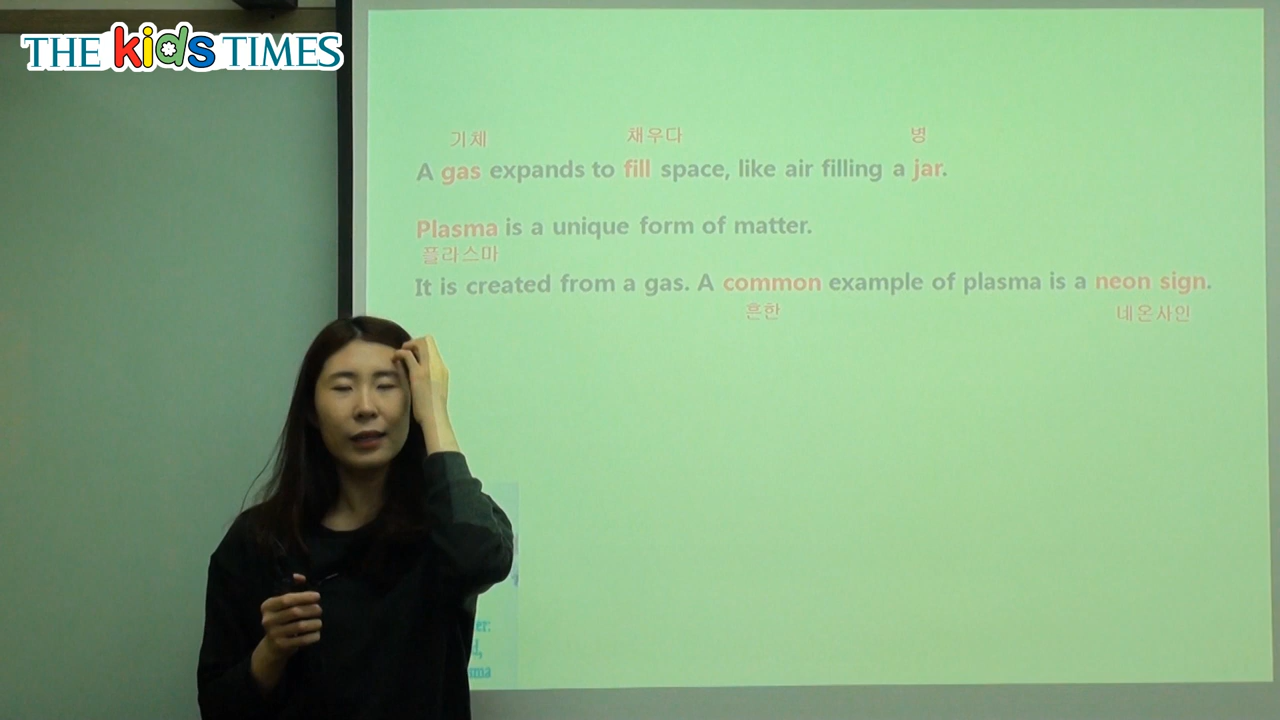 THE kids TIMES
기체 채우다 병
A gas expands to fill space, like air filling a jar.
Plasma is a unique form of matter.
플라스마
It is created from a gas. A common example of plasma is a neon sign.
흔한 네온사인
er:
d,
sma